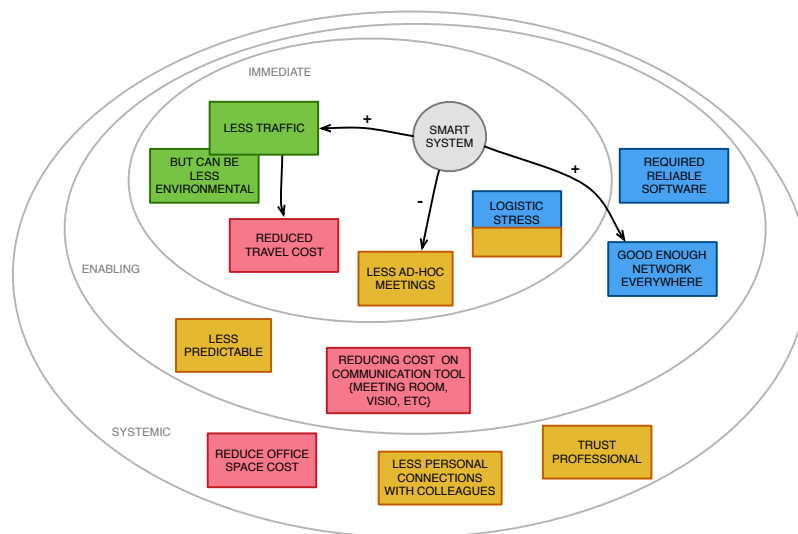 IMMEDIATE
LESS TRAFFIC
+
SMART
SYSTEM
BUT CAN BE
LESS
ENVIRONMENTAL
+
REQUIRED
RELIABLE
SOFTWARE
-
LOGISTIC
STRESS
REDUCED
TRAVEL COST
LESS AD-HOC
MEETINGS
GOOD ENOUGH
NETWORK
EVERYWHERE
ENABLING
LESS
PREDICTABLE
REDUCING COST ON
COMMUNICATION TOOL
{MEETING ROOM,
VISIO, ETC}
SYSTEMIC
REDUCE OFFICE
SPACE COST
LESS PERSONAL
CONNECTIONS
WITH COLLEAGUES
TRUST
PROFESSIONAL